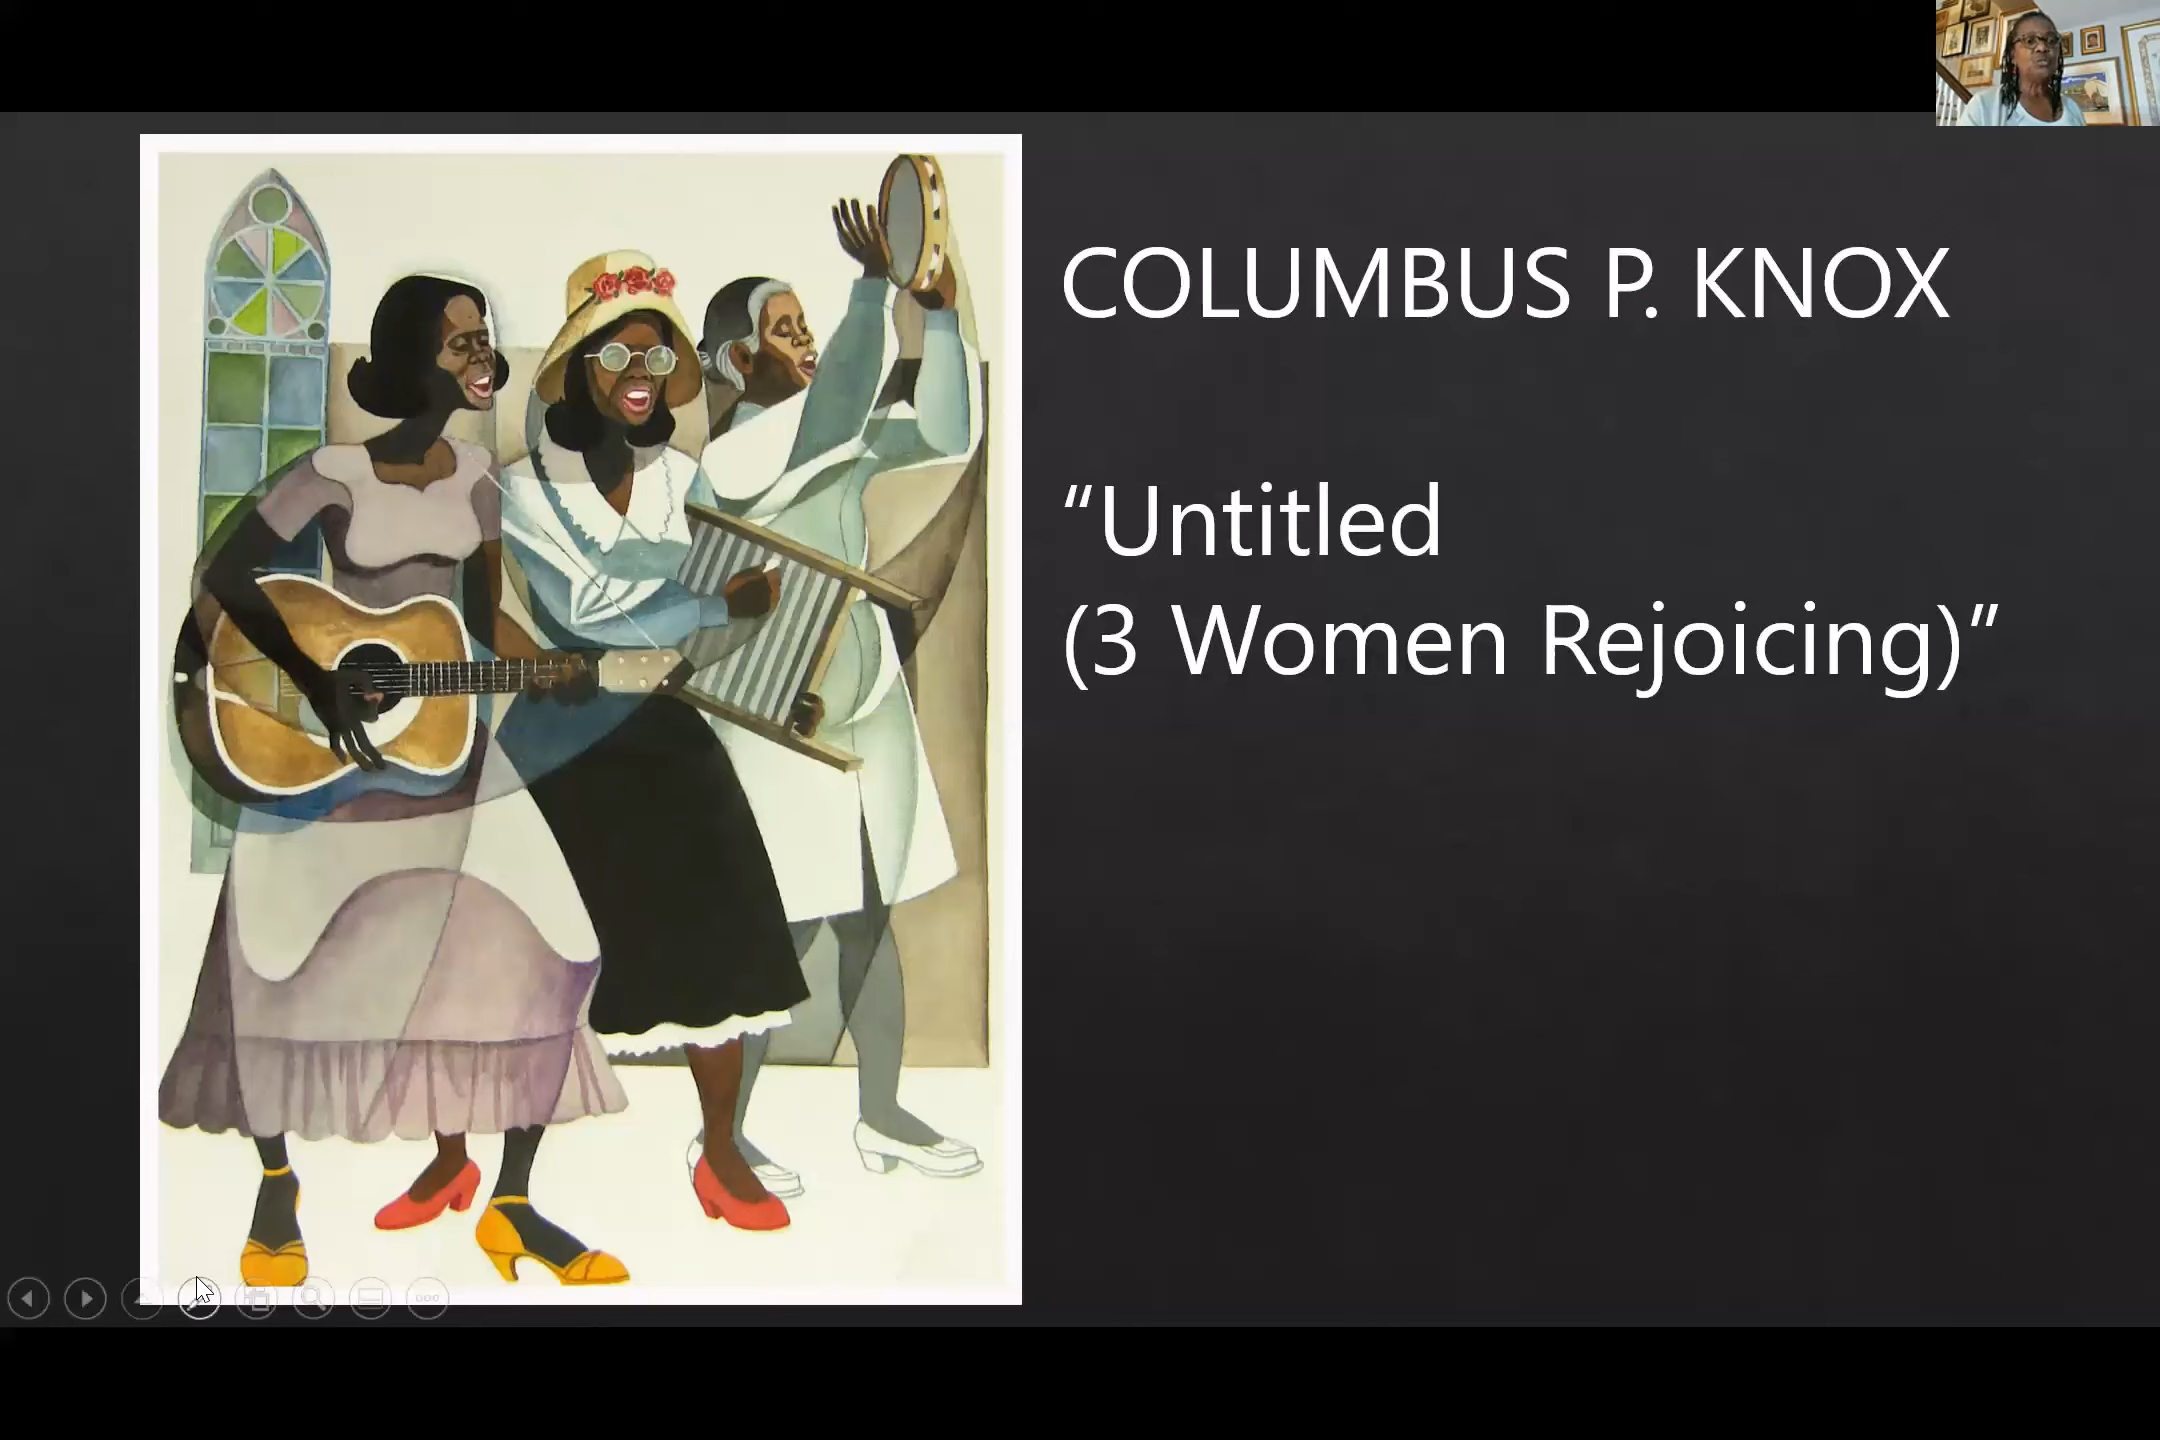 COLUMBUS P. KNOX
“Untitled
(3 Women Rejoicing)”